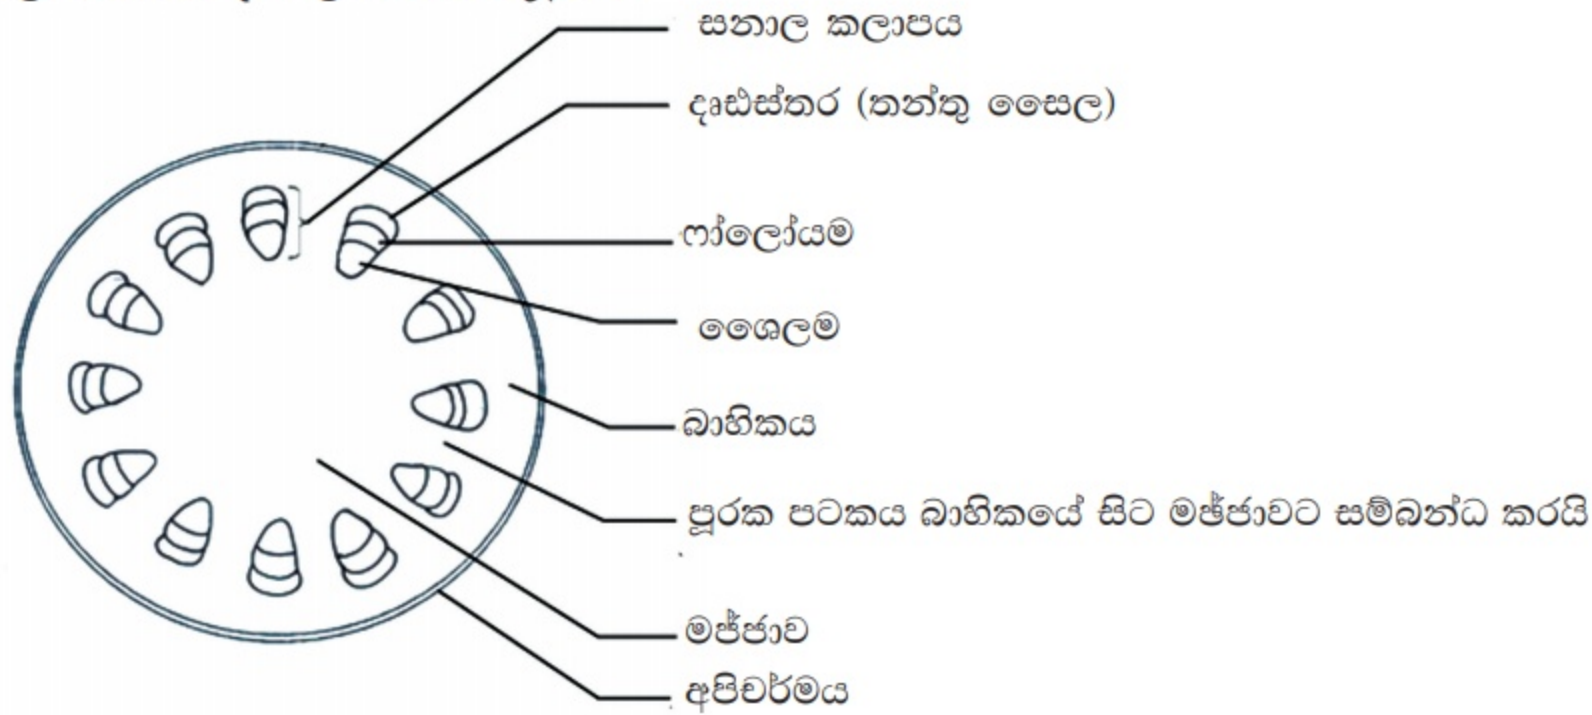 සනාල කලාපය
දෘඪස්තර (තන්තු සෛල)
ෆ්ලෝයම
ශෛලම
බාහිකය
පූරක පටකය බාහිකයේ සිට මඡ්ජාවට සම්බන්ධ කරයි
මජ්ජාව
අපිචර්මය